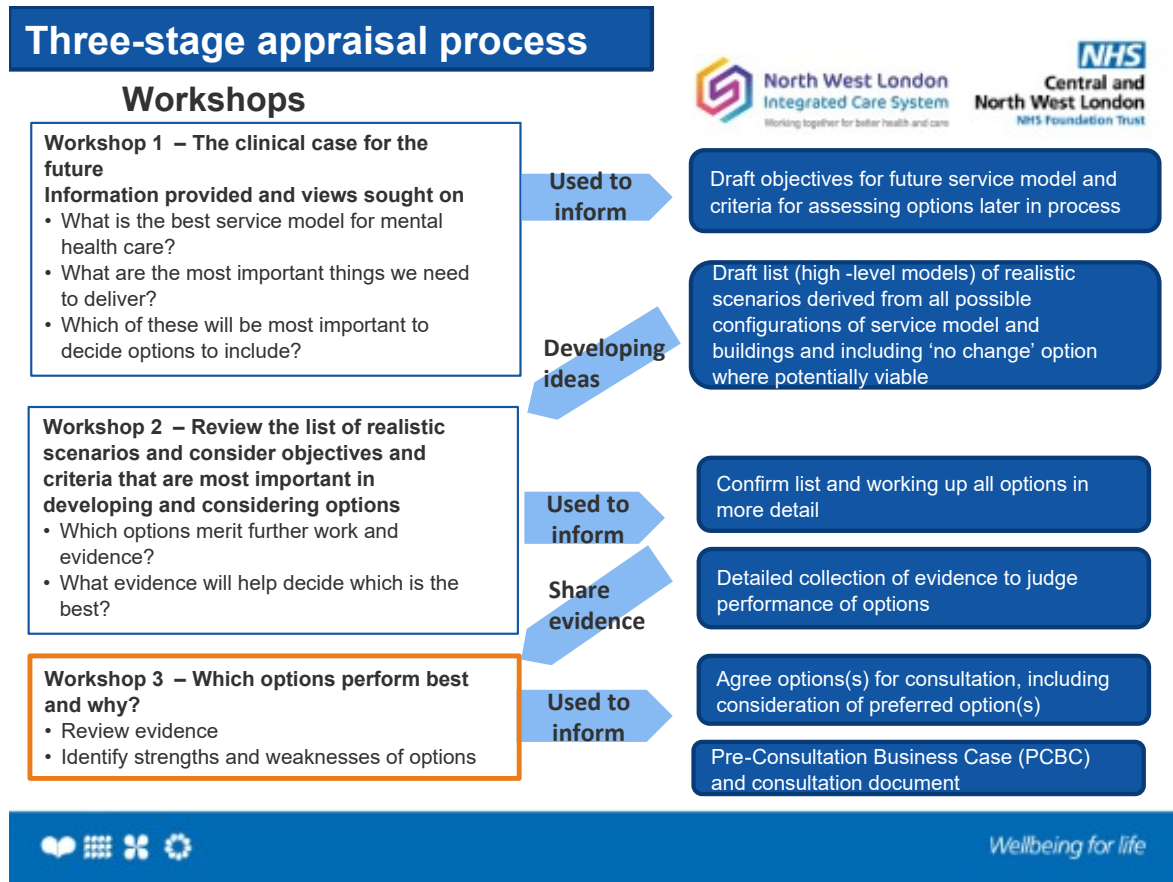 Three-stage appraisal process
Workshops
North West London
Integrated Care System
Working together for better health and care
NHS
Central and
North West London
NHS Foundation Trust
Workshop 1 – The clinical case for the
future
Information provided and views sought on
• What is the best service model for mental
health care?
• What are the most important things we need
to deliver?
• Which of these will be most important to
decide options to include?
Used to
inform
Draft objectives for future service model and
criteria for assessing options later in process
Draft list (high -level models) of realistic
scenarios derived from all possible
configurations of service model and
buildings and including ‘no change’ option
where potentially viable
Developing
ideas
Workshop 2 – Review the list of realistic
scenarios and consider objectives and
criteria that are most important in
developing and considering options
• Which options merit further work and
evidence?
• What evidence will help decide which is the
best?
Used to
inform
Confirm list and working up all options in
more detail
Detailed collection of evidence to judge
performance of options
Share
evidence
Workshop 3 – Which options perform best
and why?
• Review evidence
• Identify strengths and weaknesses of options
Used to
inform
Agree options(s) for consultation, including
consideration of preferred option(s)
Pre-Consultation Business Case (PCBC)
and consultation document
Wellbeing for life